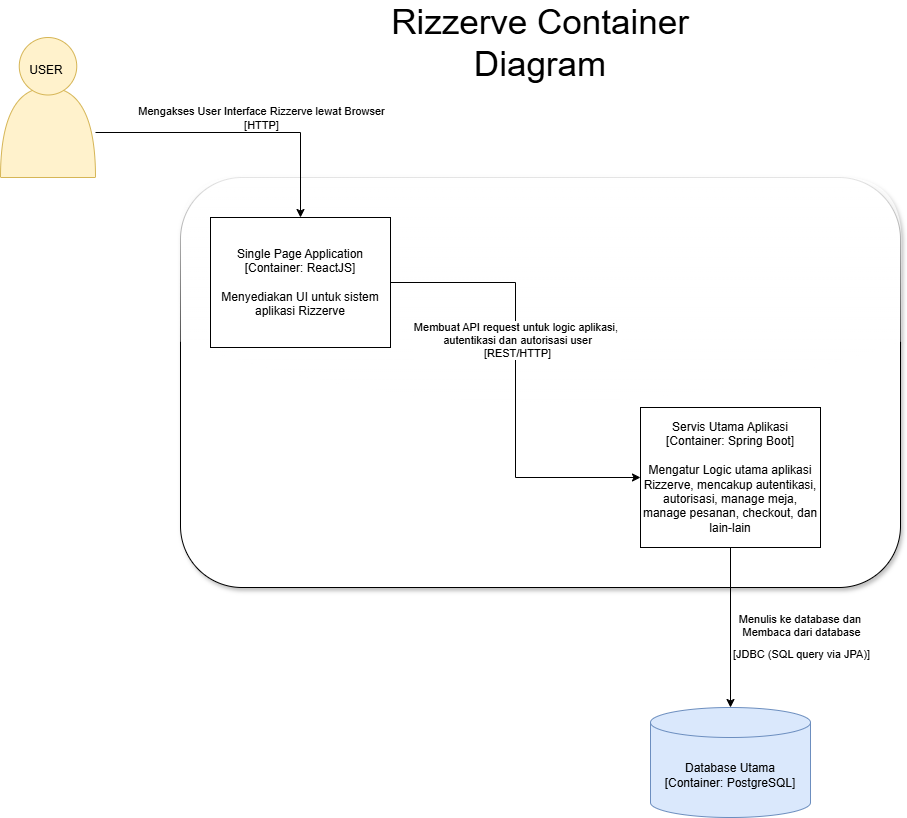 Rizzerve Container
Diagram
USER
Mengakses User Interface Rizzerve lewat Browser
[HTTP]
Single Page Application
[Container: ReactJS]
Menyediakan UI untuk sistem
aplikasi Rizzerve
Membuat API request untuk logic aplikasi,
autentikasi dan autorisasi user
[REST/HTTP]
Servis Utama Aplikasi
[Container: Spring Boot]
Mengatur Logic utama aplikasi
Rizzerve, mencakup autentikasi,
autorisasi, manage meja,
manage pesanan, checkout, dan
lain-lain
Menulis ke database dan
Membaca dari database
[JDBC (SQL query via JPA)]
Database Utama
[Container: PostgreSQL]